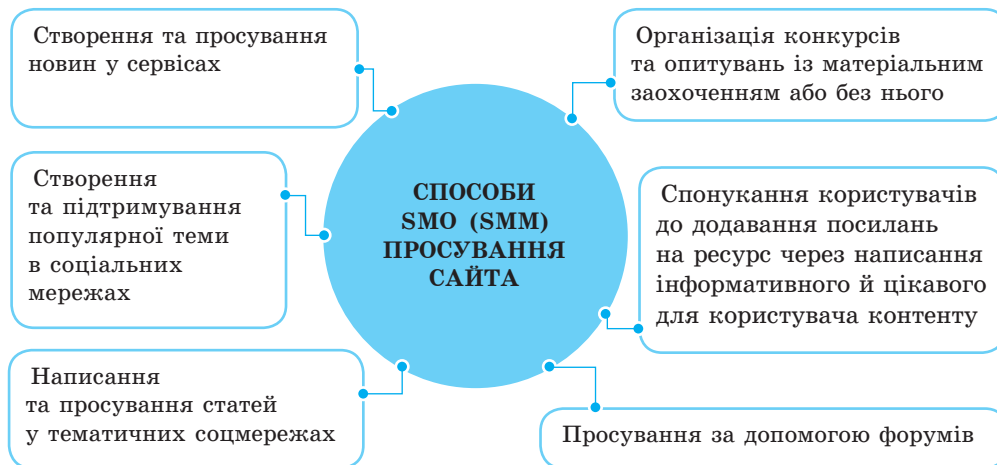 Створення та просування
новин у сервісах
Створення
та підтримування
популярної теми
в соціальних
мережах
Написання
та просування статей
у тематичних соцмережах
СПОСОБИ
SMO (SMM)
ПРОСУВАННЯ
САЙТА
Організація конкурсів
та опитувань із матеріальним
заохоченням або без нього
Спонукання користувачів
до додавання посилань
на ресурс через написання
інформативного й цікавого
для користувача контенту
Просування за допомогою форумів